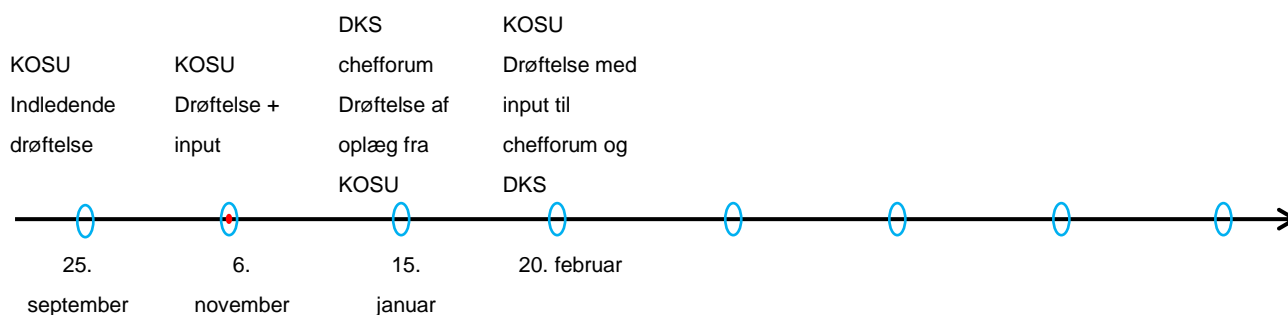 KOSU
Indledende
drøftelse
KOSU
Drøftelse +
input
DKS
chefforum
Drøftelse af
oplæg fra
KOSU
KOSU
Drøftelse med
input til
chefforum og
DKS
25.
september
6.
november
15.
januar
20. februar